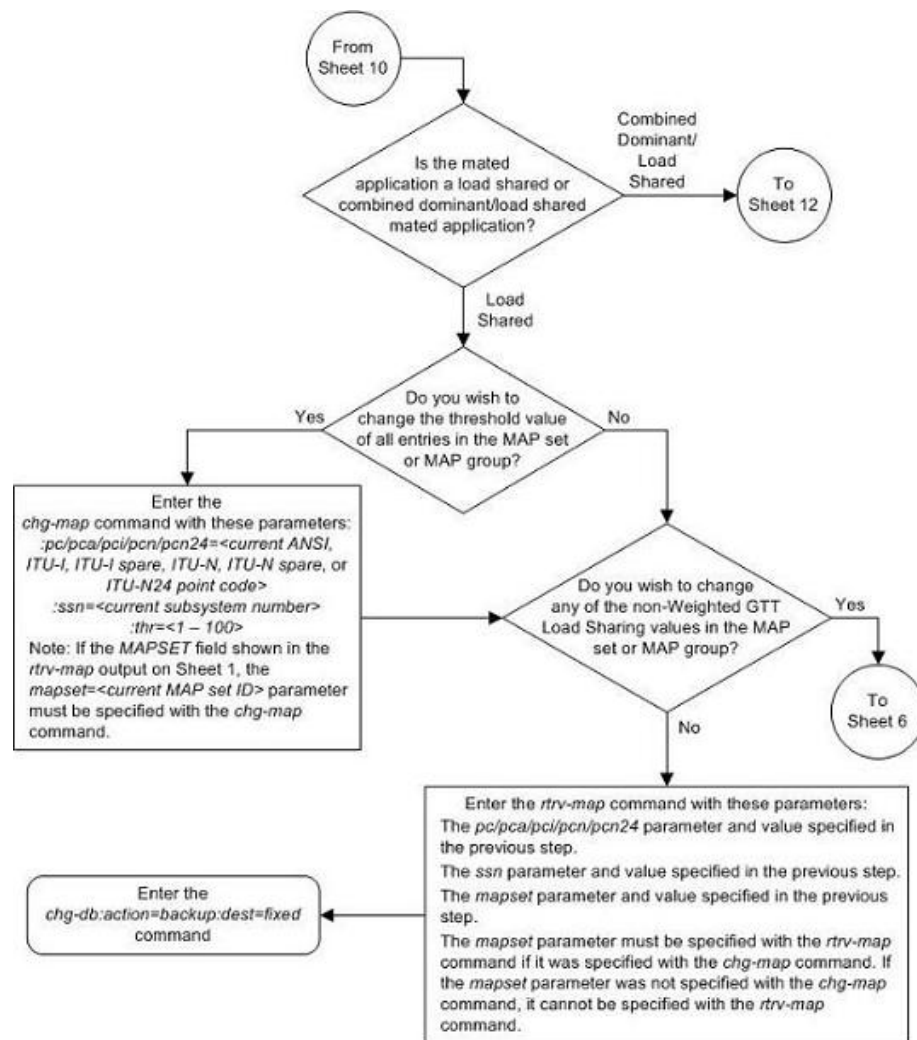 From
Sheet 10
Is the mated
application a load shared or
combined dominant/load shared
mated application?
Combined
Dominant/
Load
Shared
To
Sheet 12
Load
Shared
Do you wish to
change the threshold value
of all entries in the MAP set
or MAP group?
Yes
No
Enter the
chg-map command with these parameters:
:pc/pca/pci/pcn/pcn24=<current ANSI,
ITU-I, ITU-I spare, ITU-N, ITU-N spare, or
ITU-N24 point code>
:ssn=<current subsystem number>
:thr=<1 – 100>
Note: If the MAPSET field shown in the
rtrv-map output on Sheet 1, the
mapset=<current MAP set ID> parameter
must be specified with the chg-map
command.
Do you wish to change
any of the non-Weighted GTT
Load Sharing values in the MAP
set or MAP group?
Yes
To
Sheet 6
No
Enter the rtrv-map command with these parameters:
The pc/pca/pci/pcn/pcn24 parameter and value specified in
the previous step.
The ssn parameter and value specified in the previous step.
The mapset parameter and value specified in the previous
step.
The mapset parameter must be specified with the rtrv-map
command if it was specified with the chg-map command. If
the mapset parameter was not specified with the chg-map
command, it cannot be specified with the rtrv-map
command.
Enter the
chg-db:action=backup:dest=fixed
command